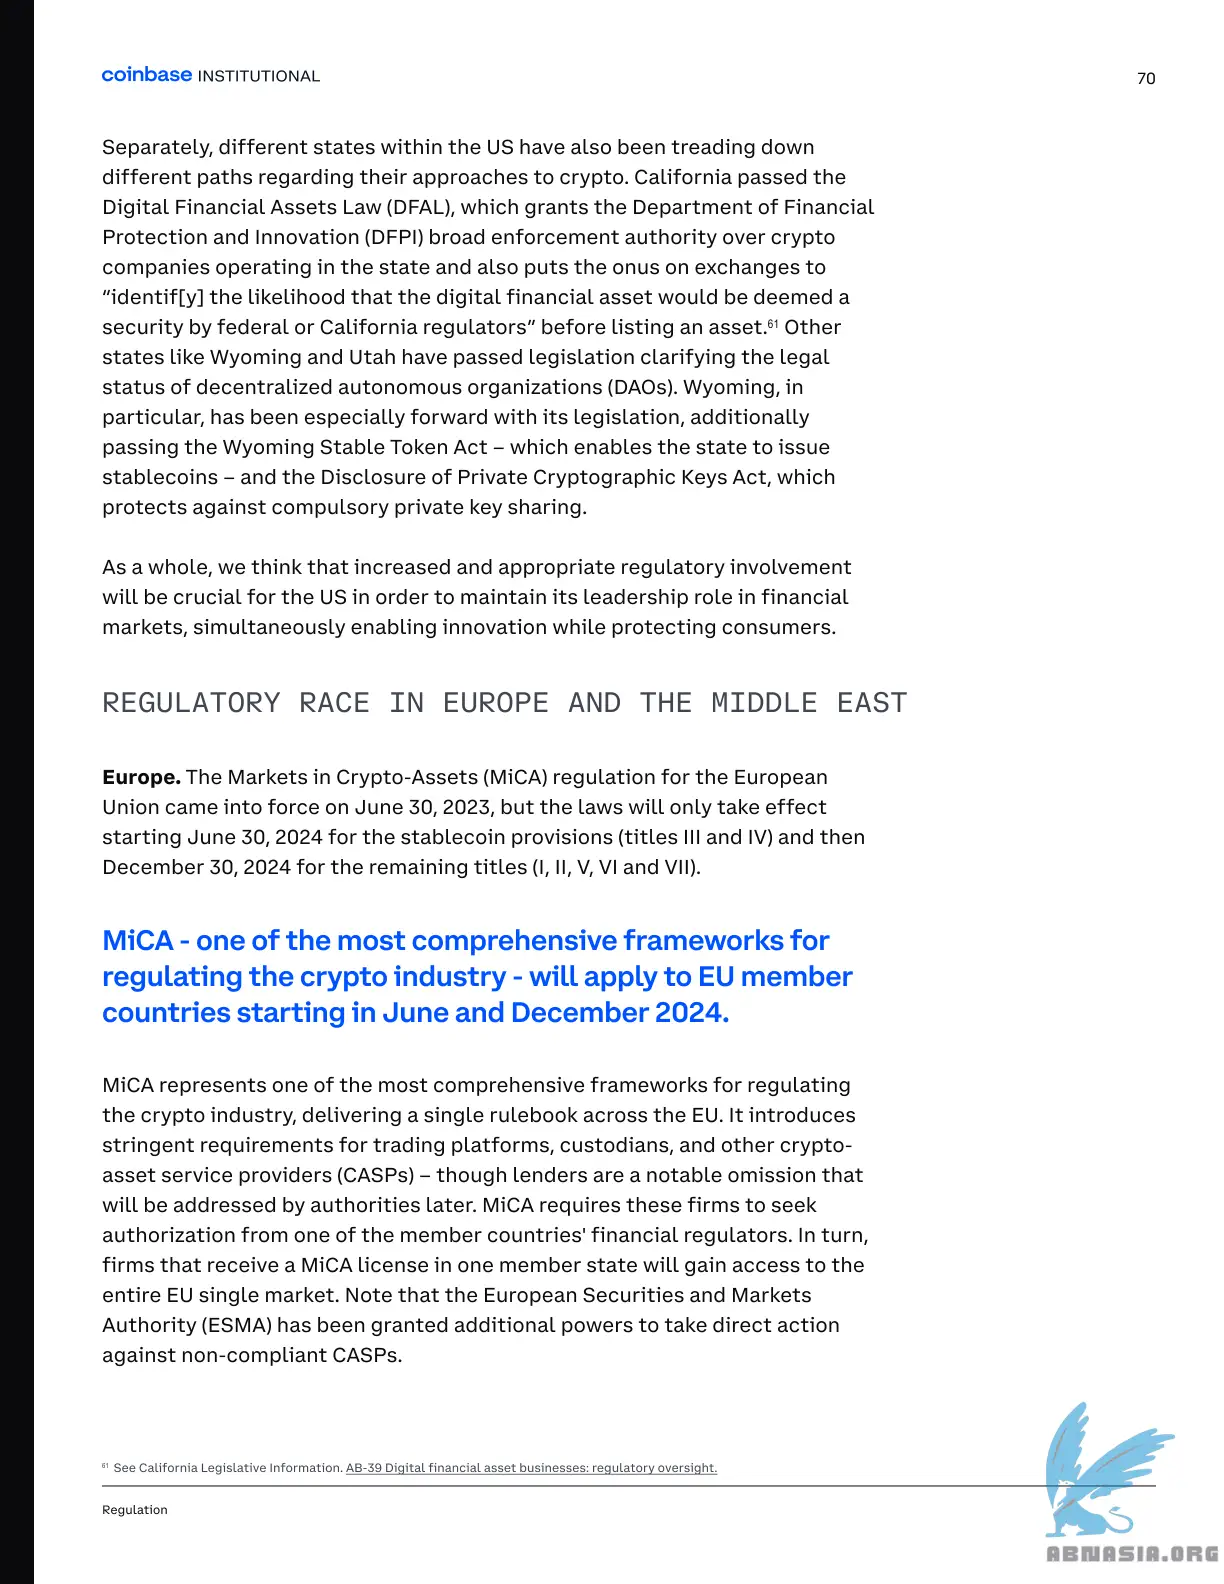 coinbase INSTITUTIONAL
70
Separately, different states within the US have also been treading down
different paths regarding their approaches to crypto. California passed the
Digital Financial Assets Law (DFAL), which grants the Department of Financial
Protection and Innovation (DFPI) broad enforcement authority over crypto
companies operating in the state and also puts the onus on exchanges to
“identif[y] the likelihood that the digital financial asset would be deemed a
security by federal or California regulators” before listing an asset.61 Other
states like Wyoming and Utah have passed legislation clarifying the legal
status of decentralized autonomous organizations (DAOs). Wyoming, in
particular, has been especially forward with its legislation, additionally
passing the Wyoming Stable Token Act – which enables the state to issue
stablecoins – and the Disclosure of Private Cryptographic Keys Act, which
protects against compulsory private key sharing.
As a whole, we think that increased and appropriate regulatory involvement
will be crucial for the US in order to maintain its leadership role in financial
markets, simultaneously enabling innovation while protecting consumers.
REGULATORY RACE IN EUROPE AND THE MIDDLE EAST
Europe. The Markets in Crypto-Assets (MiCA) regulation for the European
Union came into force on June 30, 2023, but the laws will only take effect
starting June 30, 2024 for the stablecoin provisions (titles III and IV) and then
December 30, 2024 for the remaining titles (I, II, V, VI and VII).
MiCA - one of the most comprehensive frameworks for
regulating the crypto industry - will apply to EU member
countries starting in June and December 2024.
MiCA represents one of the most comprehensive frameworks for regulating
the crypto industry, delivering a single rulebook across the EU. It introduces
stringent requirements for trading platforms, custodians, and other crypto-
asset service providers (CASPs) – though lenders are a notable omission that
will be addressed by authorities later. MiCA requires these firms to seek
authorization from one of the member countries' financial regulators. In turn,
firms that receive a MiCA license in one member state will gain access to the
entire EU single market. Note that the European Securities and Markets
Authority (ESMA) has been granted additional powers to take direct action
against non-compliant CASPs.
61 See California Legislative Information. AB-39 Digital financial asset businesses: regulatory oversight.
Regulation
ABNASIA.ORG